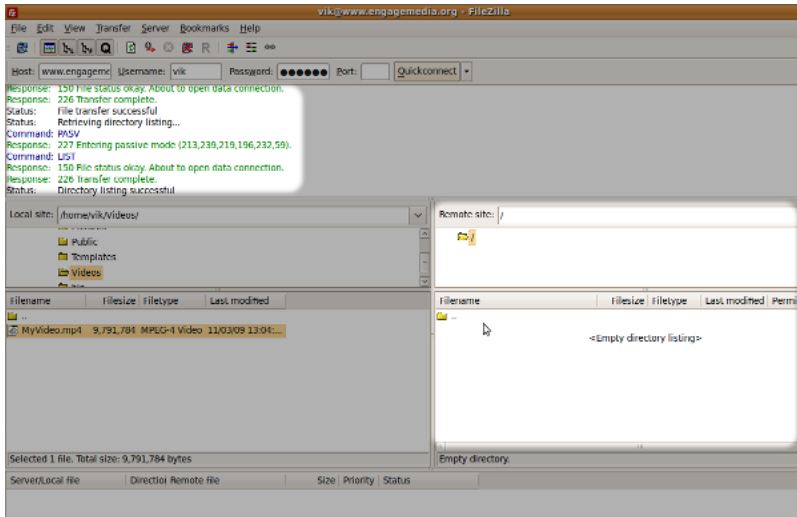 vik@www.engagemedia.org - FileZilla
File Edit View Transfer Server Bookmarks Help
Host: www.engageme Username: vik Password: ●●●●●● Port: Quickconnect
Response: 150 File status okay. About to open data connection.
Response: 226 Transfer complete.
Status: File transfer successful
Status: Retrieving directory listing...
Command: PASV
Response: 227 Entering passive mode (213,239,219,196,232,59).
Command: LIST
Response: 150 File status okay. About to open data connection.
Response: 226 Transfer complete.
Status: Directory listing successful
Local site: /home/vik/Videos/ Remote site: /
/
Public
Templates
Videos
Filename Filesize Filetype Last modified Filename Filesize Filetype Last modified Permi
.. ..
MyVideo.mp4 9,791,784 MPEG-4 Video 11/03/09 13:04:... <Empty directory listing>
Selected 1 file. Total size: 9,791,784 bytes Empty directory.
Server/Local file Direction Remote file Size Priority Status